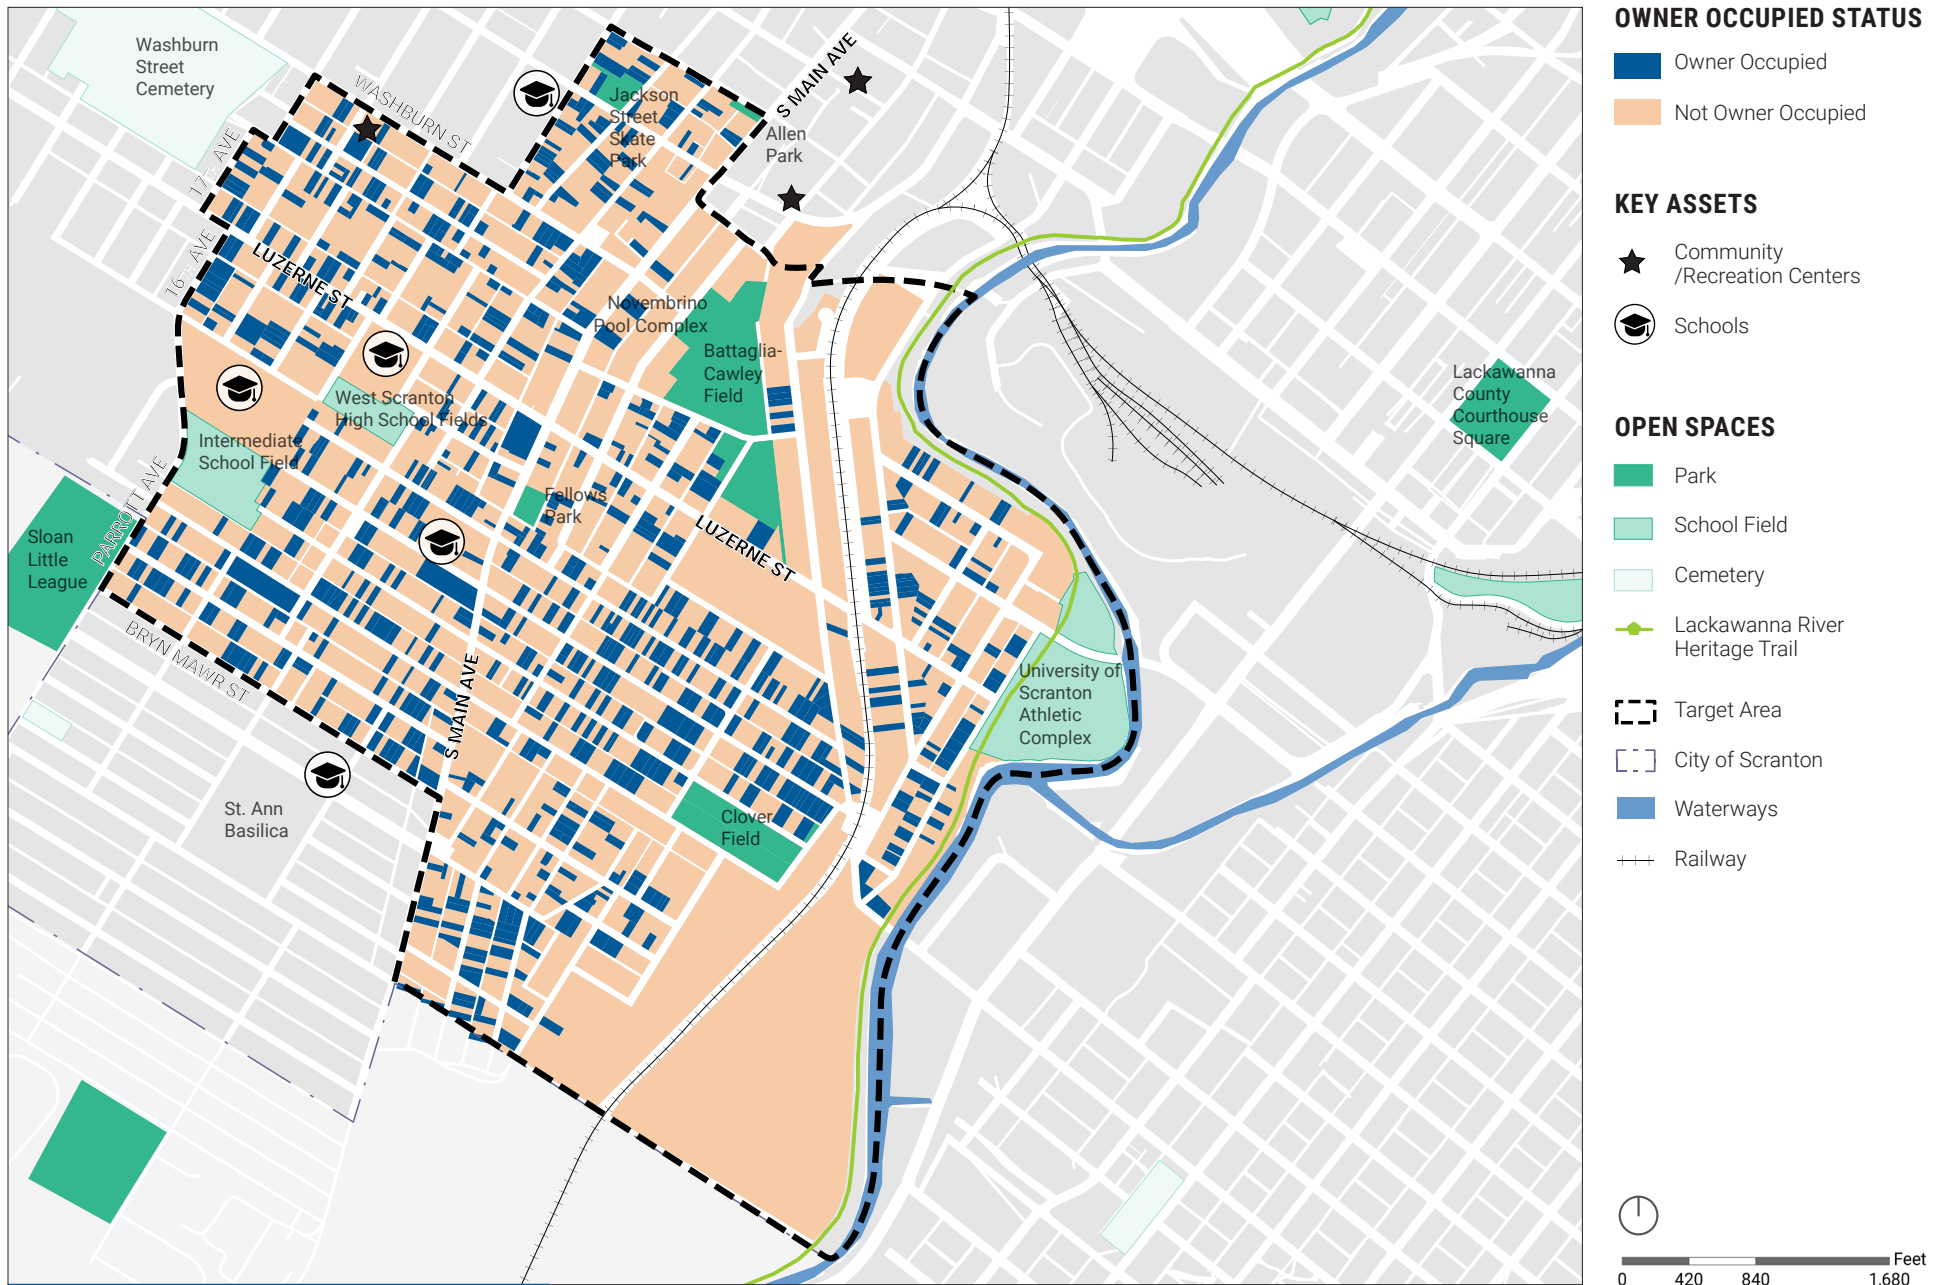 Washburn
Street
Cemetery
WASHBURN ST
Jackson
Street
Skate
Park
S MAIN AVE
Allen
Park
17TH AVE
16TH AVE
LUZERNE ST
Novembrino
Pool Complex
Battaglia-
Cawley
Field
West Scranton
High School Fields
Intermediate
School Field
PARROTT AVE
Sloan
Little
League
Fellows
Park
LUZERNE ST
Lackawanna
County
Courthouse
Square
BRYN MAWR ST
S MAIN AVE
University of
Scranton
Athletic
Complex
St. Ann
Basilica
Clover
Field
OWNER OCCUPIED STATUS
Owner Occupied
Not Owner Occupied
KEY ASSETS
Community
/Recreation Centers
Schools
OPEN SPACES
Park
School Field
Cemetery
Lackawanna River
Heritage Trail
Target Area
City of Scranton
Waterways
Railway
Feet
0 420 840 1,680